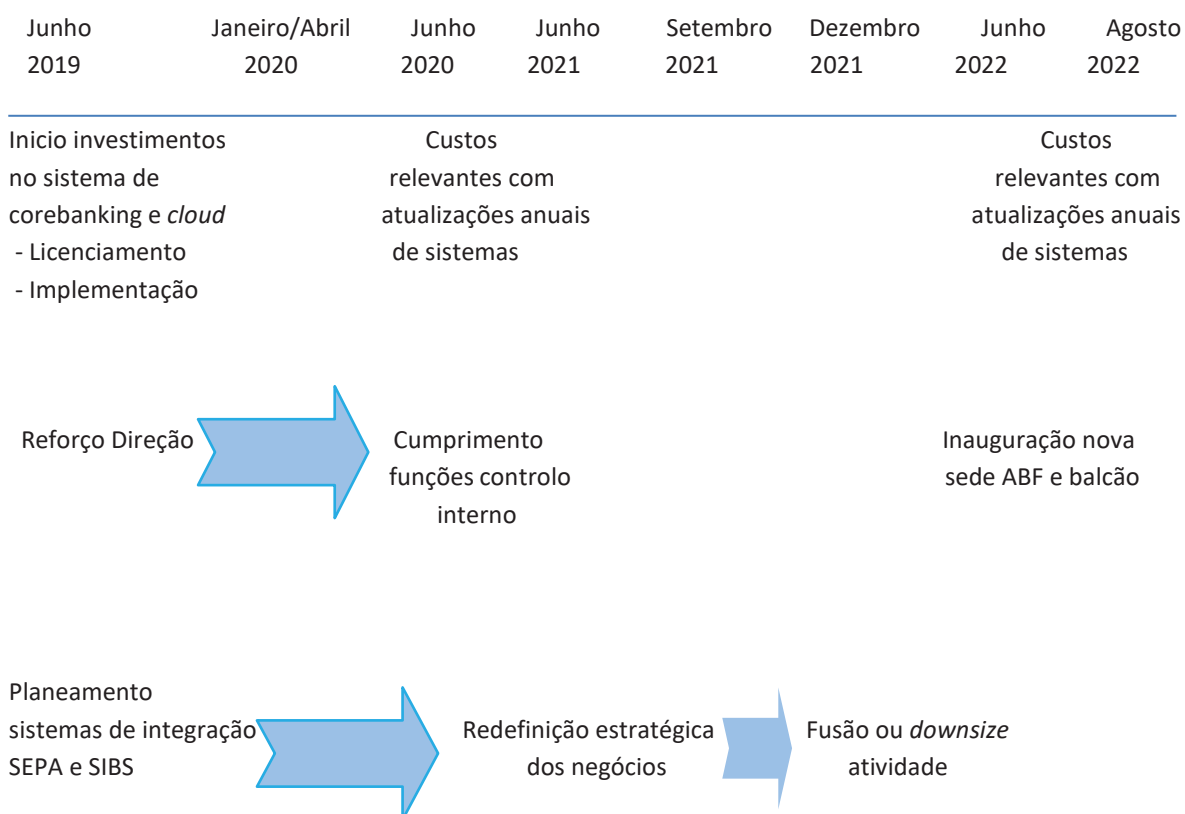 Junho Janeiro/Abril Junho Junho Setembro Dezembro Junho Agosto
2019 2020 2020 2021 2021 2021 2022 2022
Inicio investimentos
no sistema de
corebanking e cloud
- Licenciamento
- Implementação
Custos
relevantes com
atualizações anuais
de sistemas
Custos
relevantes com
atualizações anuais
de sistemas
Reforço Direção
Cumprimento
funções controlo
interno
Inauguração nova
sede ABF e balcão
Planeamento
sistemas de integração
SEPA e SIBS
Redefinição estratégica
dos negócios
Fusão ou downsize
atividade